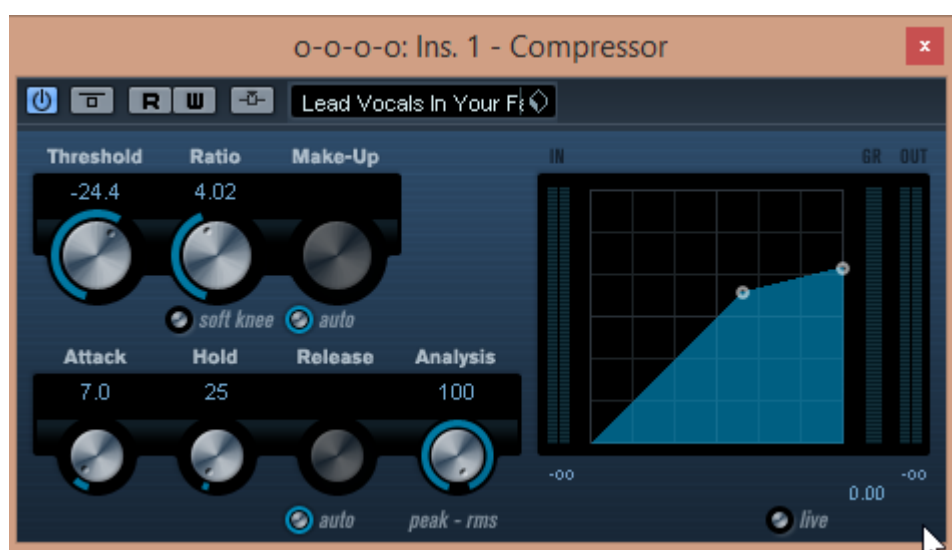 o-o-o-o: Ins. 1 - Compressor
x
R W Lead Vocals In Your
Threshold Ratio Make-Up
-24.4 4.02
soft knee auto
Attack Hold Release Analysis
7.0 25 100
auto peak - rms
IN GR OUT
-oo -oo
0.00
live